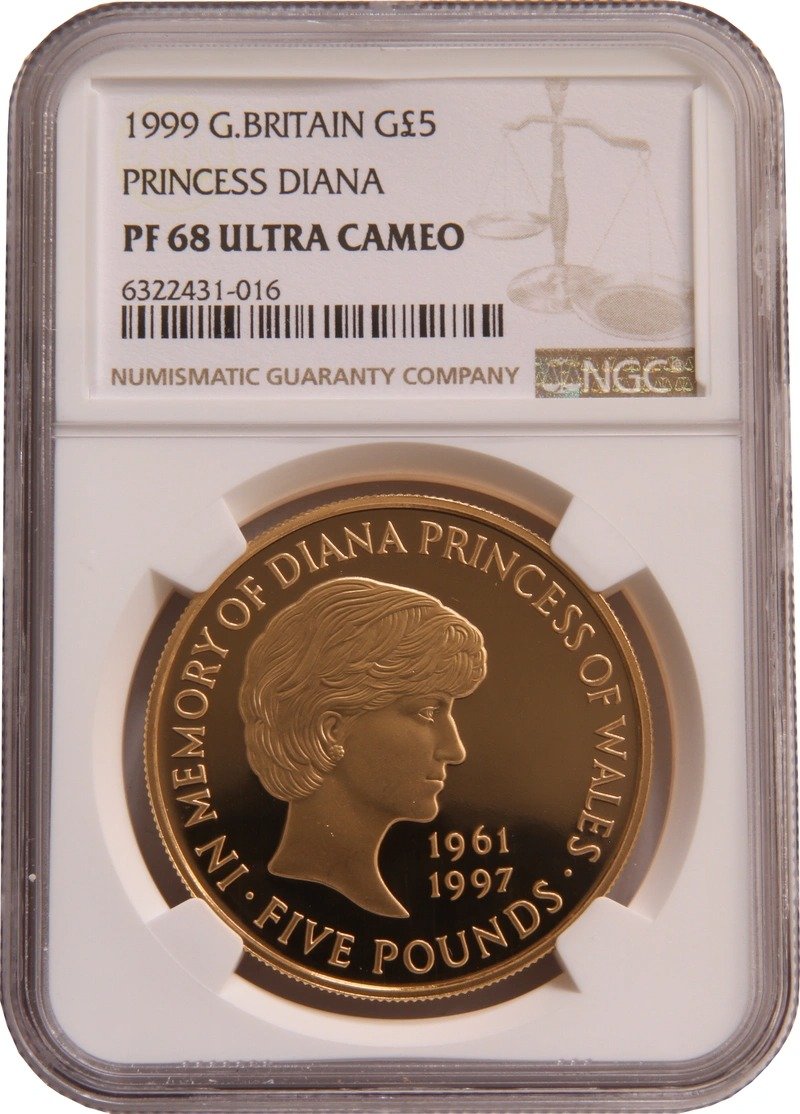 1999 G.BRITAIN G£5
PRINCESS DIANA
PF 68 ULTRA CAMEO
6322431-016
NUMISMATIC GUARANTY COMPANY
NGC®
IN MEMORY OF DIANA PRINCESS OF WALES
1961
1997
· FIVE POUNDS ·